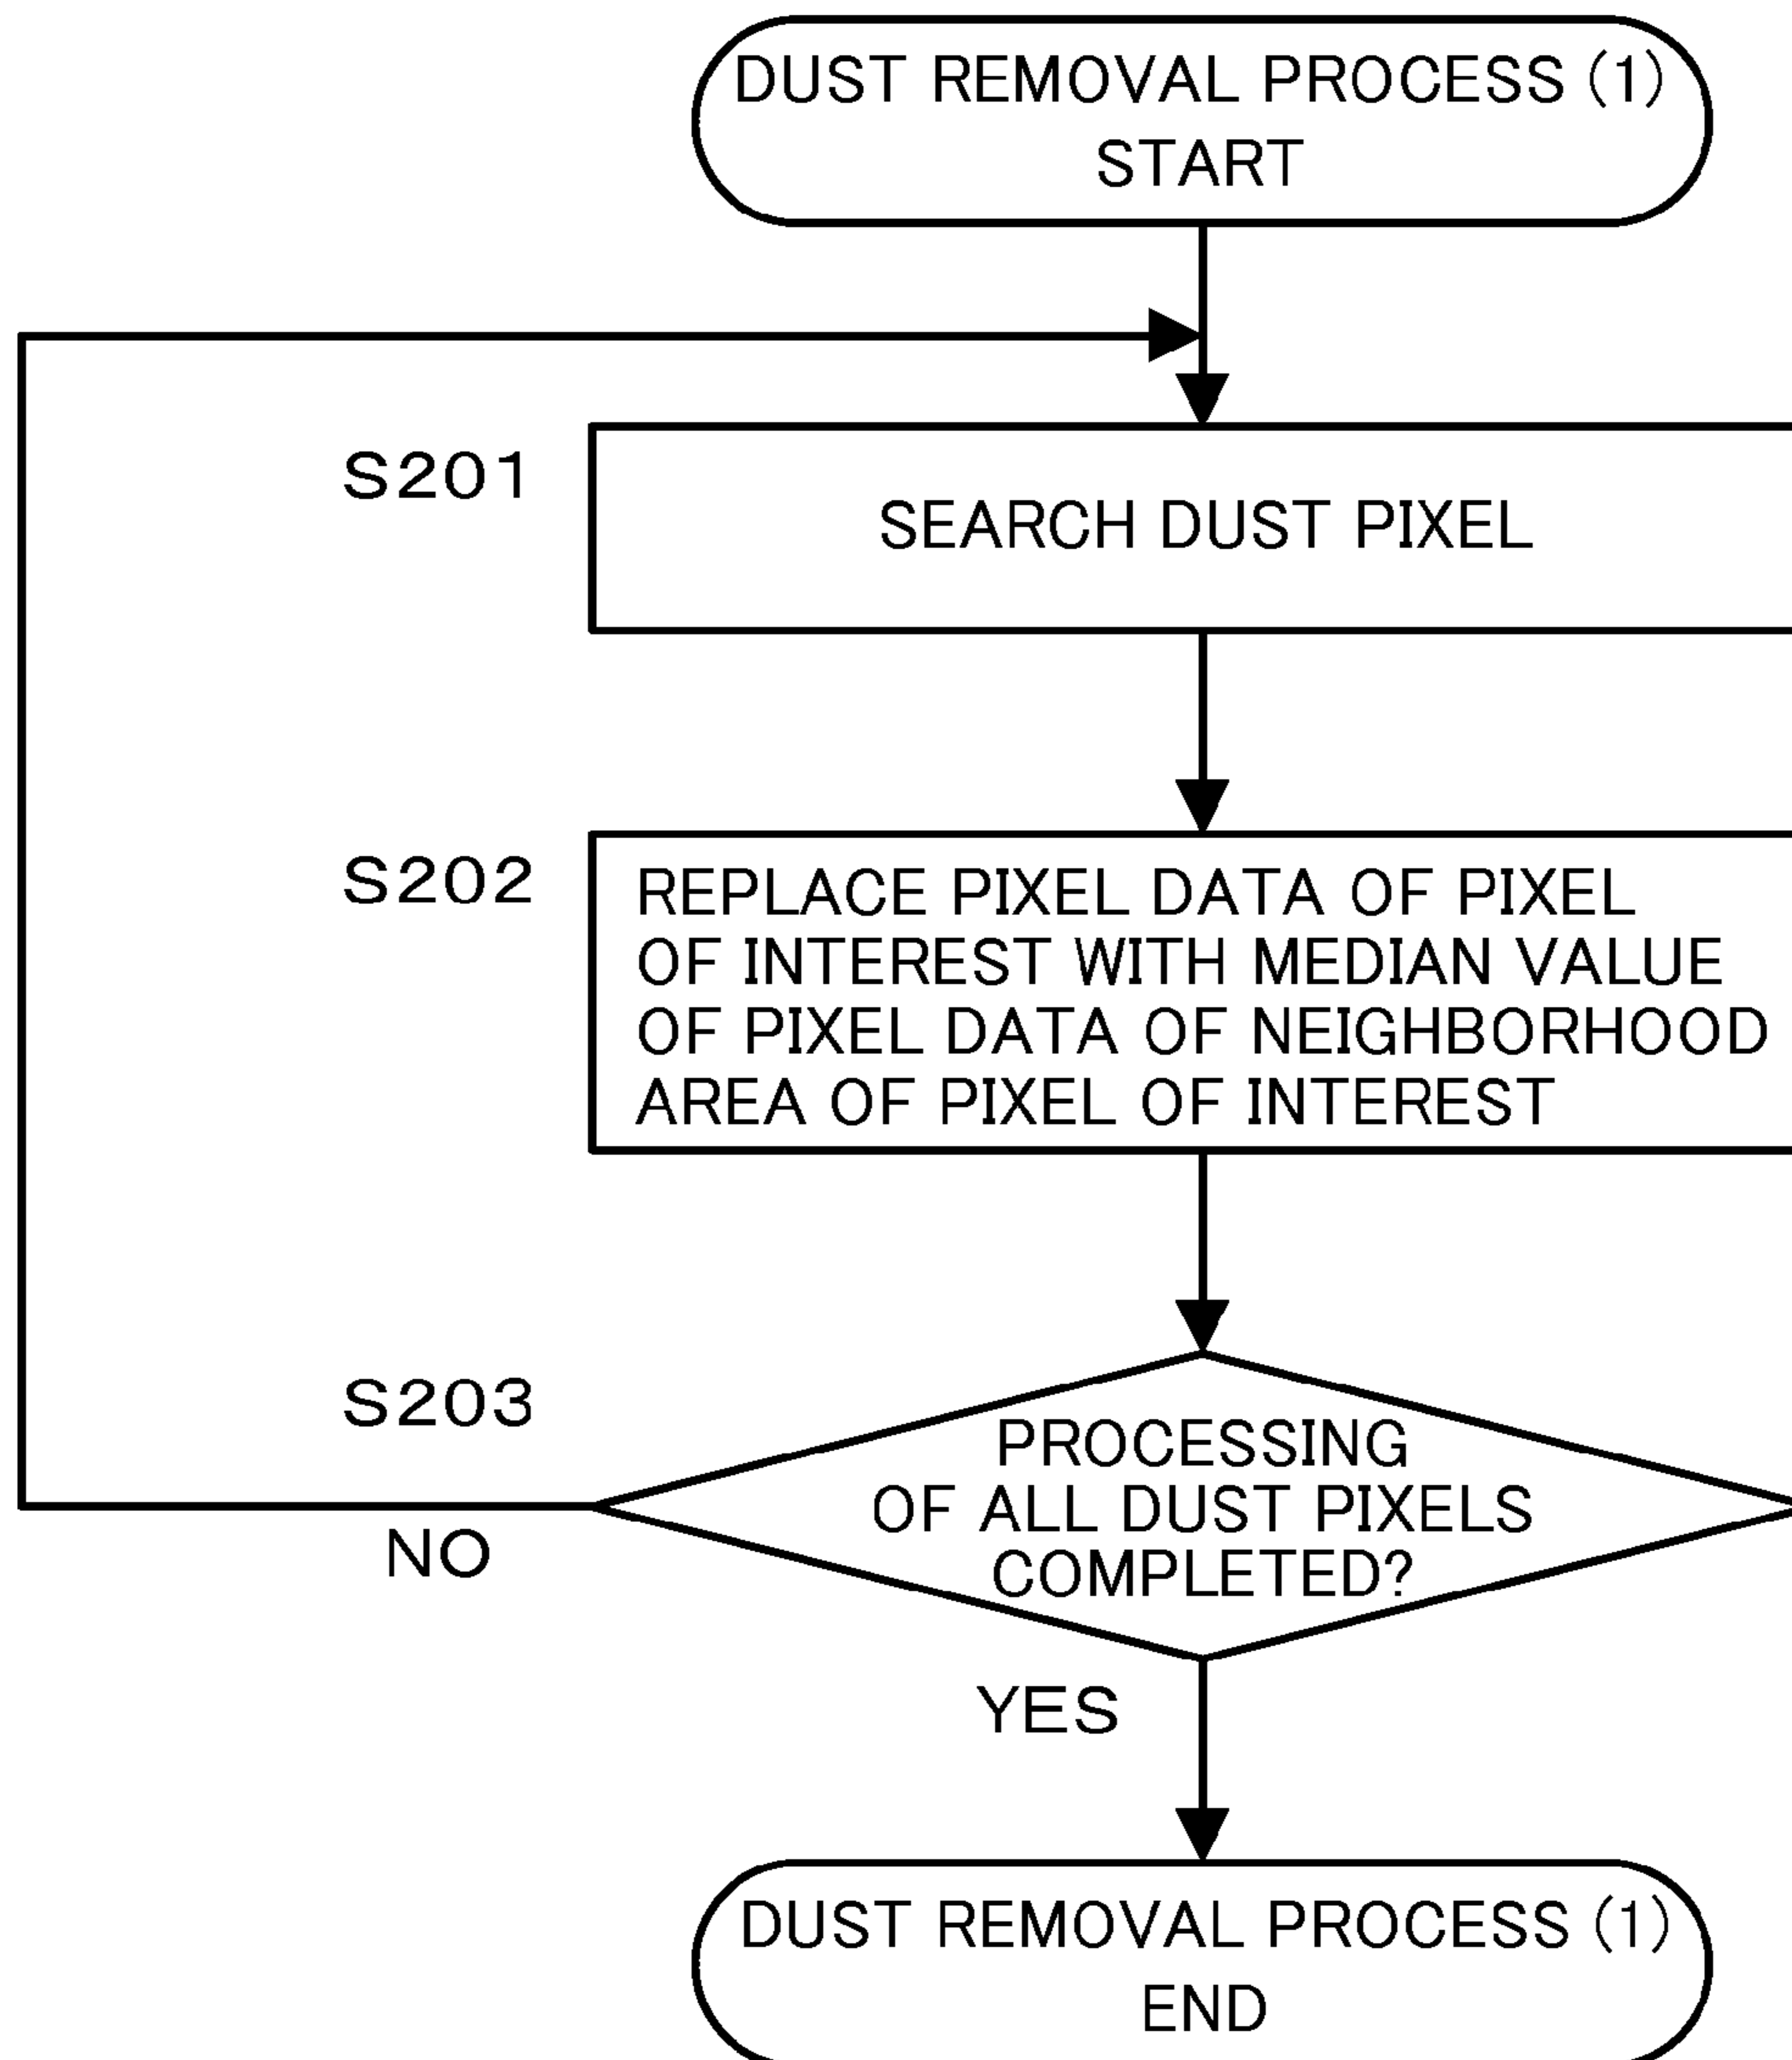 DUST REMOVAL PROCESS (1)
START
S201
SEARCH DUST PIXEL
S202
REPLACE PIXEL DATA OF PIXEL
OF INTEREST WITH MEDIAN VALUE
OF PIXEL DATA OF NEIGHBORHOOD
AREA OF PIXEL OF INTEREST
S203
PROCESSING
OF ALL DUST PIXELS
COMPLETED?
NO
YES
DUST REMOVAL PROCESS (1)
END